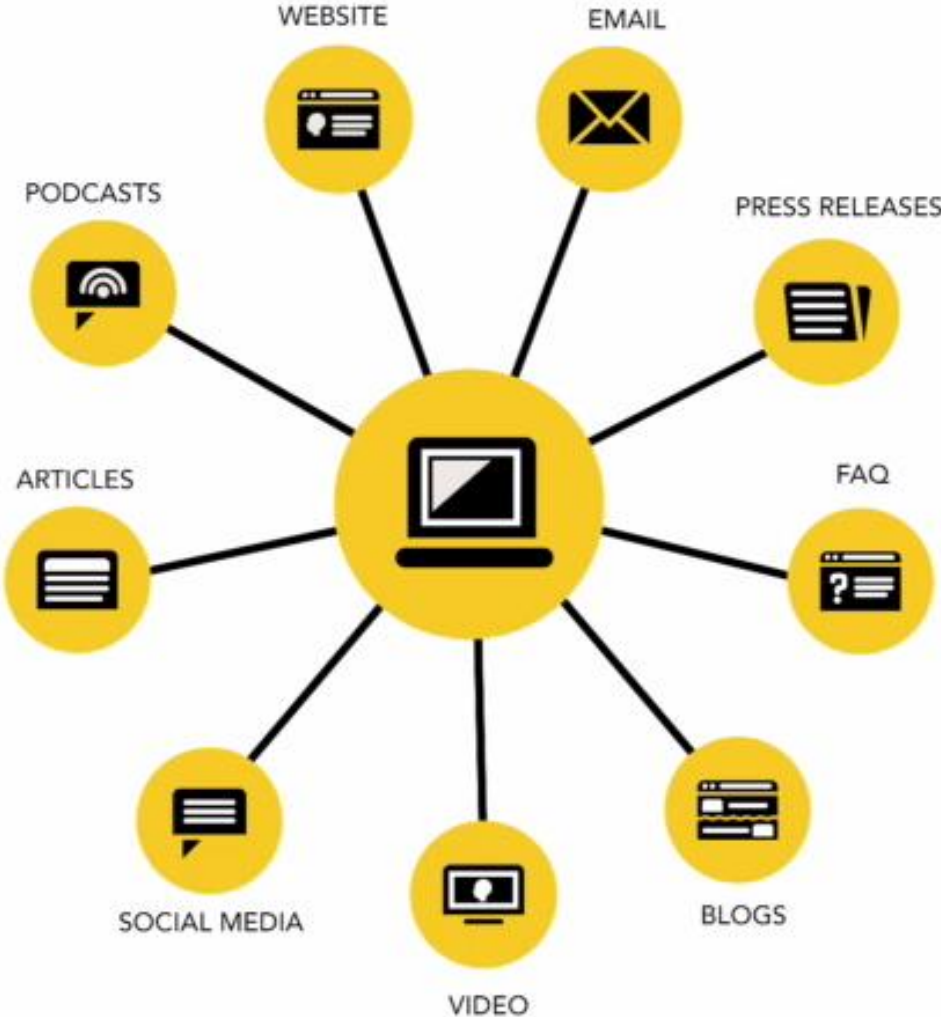 WEBSITE
EMAIL
PODCASTS
PRESS RELEASES
ARTICLES
FAQ
SOCIAL MEDIA
BLOGS
VIDEO